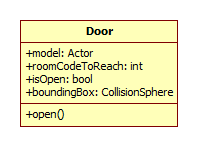 Door
+model: Actor
+roomCodeToReach: int
+isOpen: bool
+boundingBox: CollisionSphere
+open()